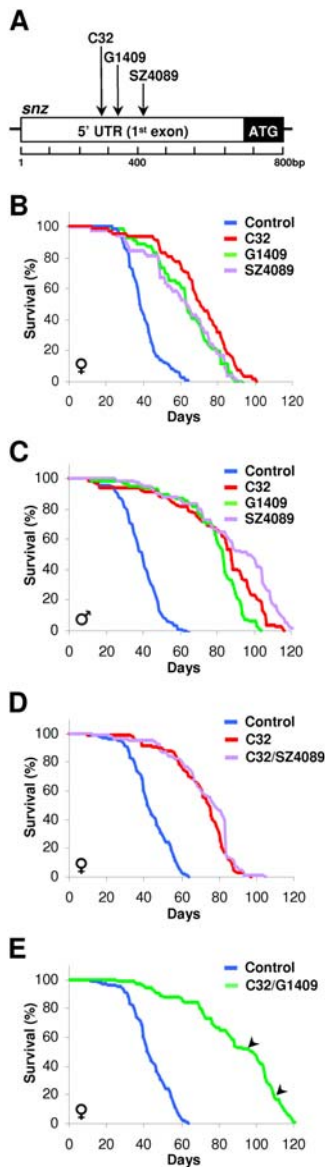 A
C32
G1409
SZ4089
snz
5' UTR (1st exon) ATG
1 400 800bp
B
Survival (%)
100
80
60
40
20
0
0 20 40 60 80 100 120
Days
Control
C32
G1409
SZ4089
♀
C
Survival (%)
100
80
60
40
20
0
0 20 40 60 80 100 120
Days
Control
C32
G1409
SZ4089
♂
D
Survival (%)
100
80
60
40
20
0
0 20 40 60 80 100 120
Days
Control
C32
C32/SZ4089
♀
E
Survival (%)
100
80
60
40
20
0
0 20 40 60 80 100 120
Days
Control
C32/G1409
♀